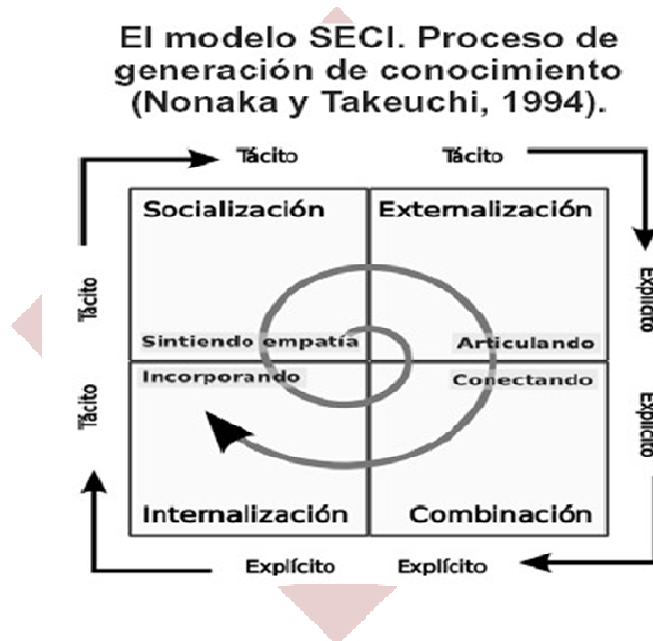 El modelo SECI. Proceso de
generación de conocimiento
(Nonaka y Takeuchi, 1994).
Tácito
Tácito
Socialización
Externalización
Tácito
Explícito
Sintiendo empatía
Articulando
Incorporando
Conectando
Tácito
Explícito
Internalización
Combinación
Explícito
Explícito